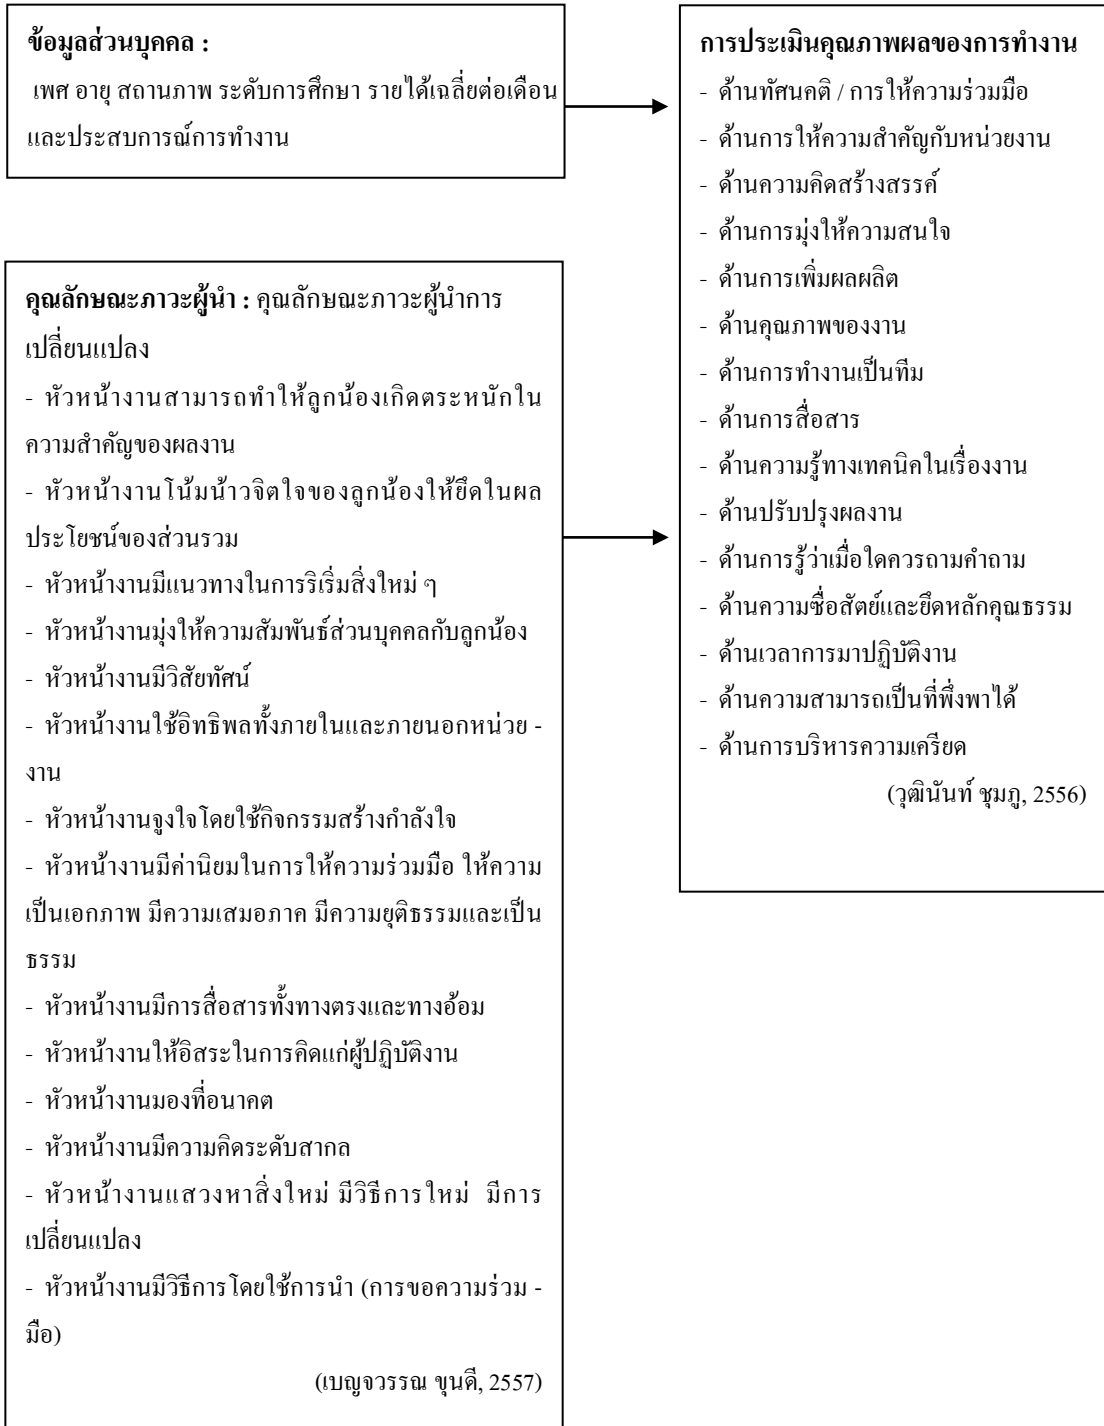 ข้อมูลส่วนบุคคล :
เพศ อายุ สถานภาพ ระดับการศึกษา รายได้เฉลี่ยต่อเดือน
และประสบการณ์การทำงาน
คุณลักษณะภาวะผู้นำ : คุณลักษณะภาวะผู้นำการ
เปลี่ยนแปลง
- หัวหน้างานสามารถทำให้ลูกน้องเกิดตระหนักใน
ความสำคัญของผลงาน
- หัวหน้างานโน้มน้าวจิตใจของลูกน้องให้ยึดในผล
ประโยชน์ของส่วนรวม
- หัวหน้างานมีแนวทางในการริเริ่มสิ่งใหม่ ๆ
- หัวหน้างานมุ่งให้ความสัมพันธ์ส่วนบุคคลกับลูกน้อง
- หัวหน้างานมีวิสัยทัศน์
- หัวหน้างานใช้อิทธิพลทั้งภายในและภายนอกหน่วย -
งาน
- หัวหน้างานจูงใจโดยใช้กิจกรรมสร้างกำลังใจ
- หัวหน้างานมีค่านิยมในการให้ความร่วมมือ ให้ความ
เป็นเอกภาพ มีความเสมอภาค มีความยุติธรรมและเป็น
ธรรม
- หัวหน้างานมีการสื่อสารทั้งทางตรงและทางอ้อม
- หัวหน้างานให้อิสระในการคิดแก่ผู้ปฏิบัติงาน
- หัวหน้างานมองที่อนาคต
- หัวหน้างานมีความคิดระดับสากล
- หัวหน้างานแสวงหาสิ่งใหม่ มีวิธีการใหม่ มีการ
เปลี่ยนแปลง
- หัวหน้างานมีวิธีการโดยใช้การนำ (การขอความร่วม -
มือ)
(เบญจวรรณ ขุนดี, 2557)
การประเมินคุณภาพผลของการทำงาน
- ด้านทัศนคติ / การให้ความร่วมมือ
- ด้านการให้ความสำคัญกับหน่วยงาน
- ด้านความคิดสร้างสรรค์
- ด้านการมุ่งให้ความสนใจ
- ด้านการเพิ่มผลผลิต
- ด้านคุณภาพของงาน
- ด้านการทำงานเป็นทีม
- ด้านการสื่อสาร
- ด้านความรู้ทางเทคนิคในเรื่องงาน
- ด้านปรับปรุงผลงาน
- ด้านการรู้ว่าเมื่อใดควรถามคำถาม
- ด้านความซื่อสัตย์และยึดหลักคุณธรรม
- ด้านเวลาการมาปฏิบัติงาน
- ด้านความสามารถเป็นที่พึ่งพาได้
- ด้านการบริหารความเครียด
(วุฒินันท์ ชุมภู, 2556)